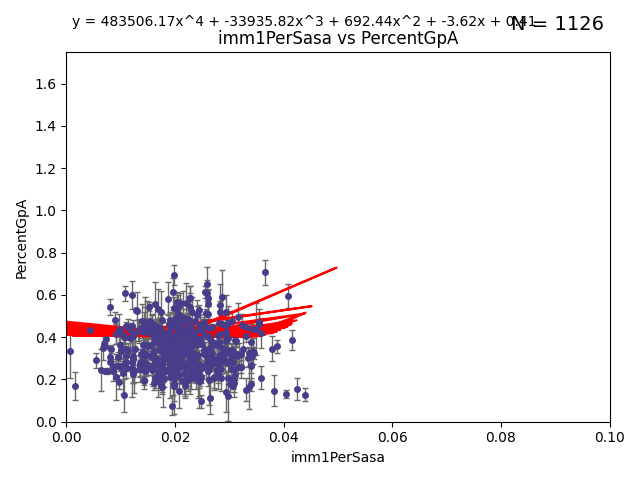 y = 483506.17x^4 + -33935.82x^3 + 692.44x^2 + -3.62x + 0.41
N = 1126
imm1PerSasa vs PercentGpA
PercentGpA
1.6
1.4
1.2
1.0
0.8
0.6
0.4
0.2
0.0
0.00 0.02 0.04 0.06 0.08 0.10
imm1PerSasa